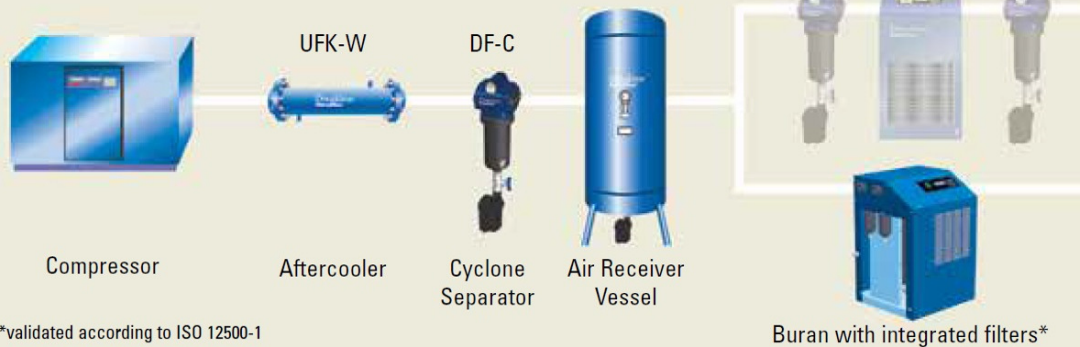 UFK-W
DF-C
Compressor
Aftercooler
Cyclone
Separator
Air Receiver
Vessel
*validated according to ISO 12500-1
Buran with integrated filters*